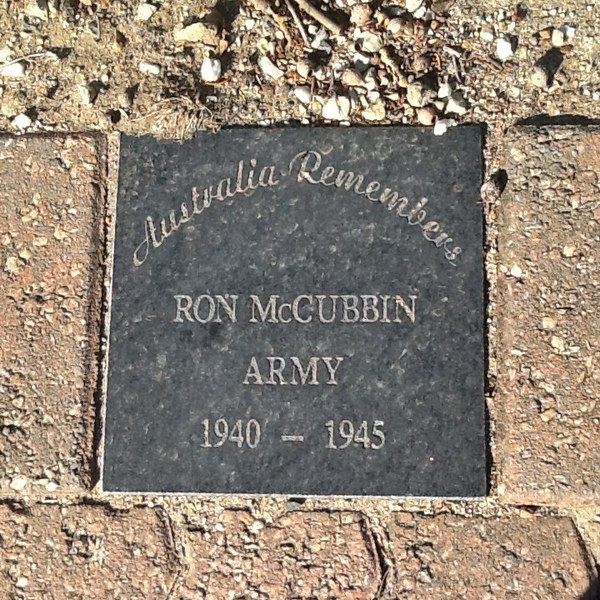 Australia Remembers
RON McCUBBIN
ARMY
1940 – 1945